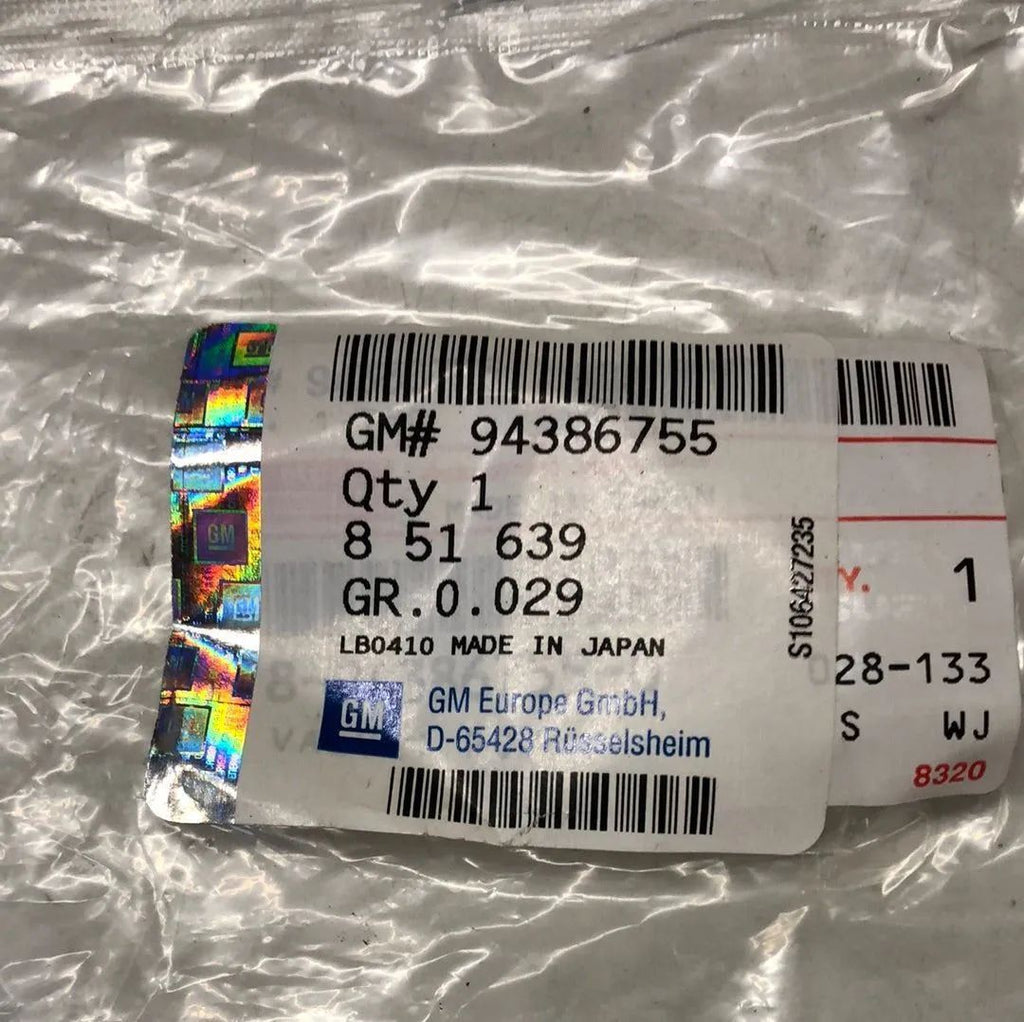 GM# 94386755
Qty 1
8 51 639
GR.0.029
LB0410 MADE IN JAPAN
GM
GM Europe GmbH,
D-65428 Rüsselsheim
S106427235
GM
Y. 1
28-133
S WJ
8320